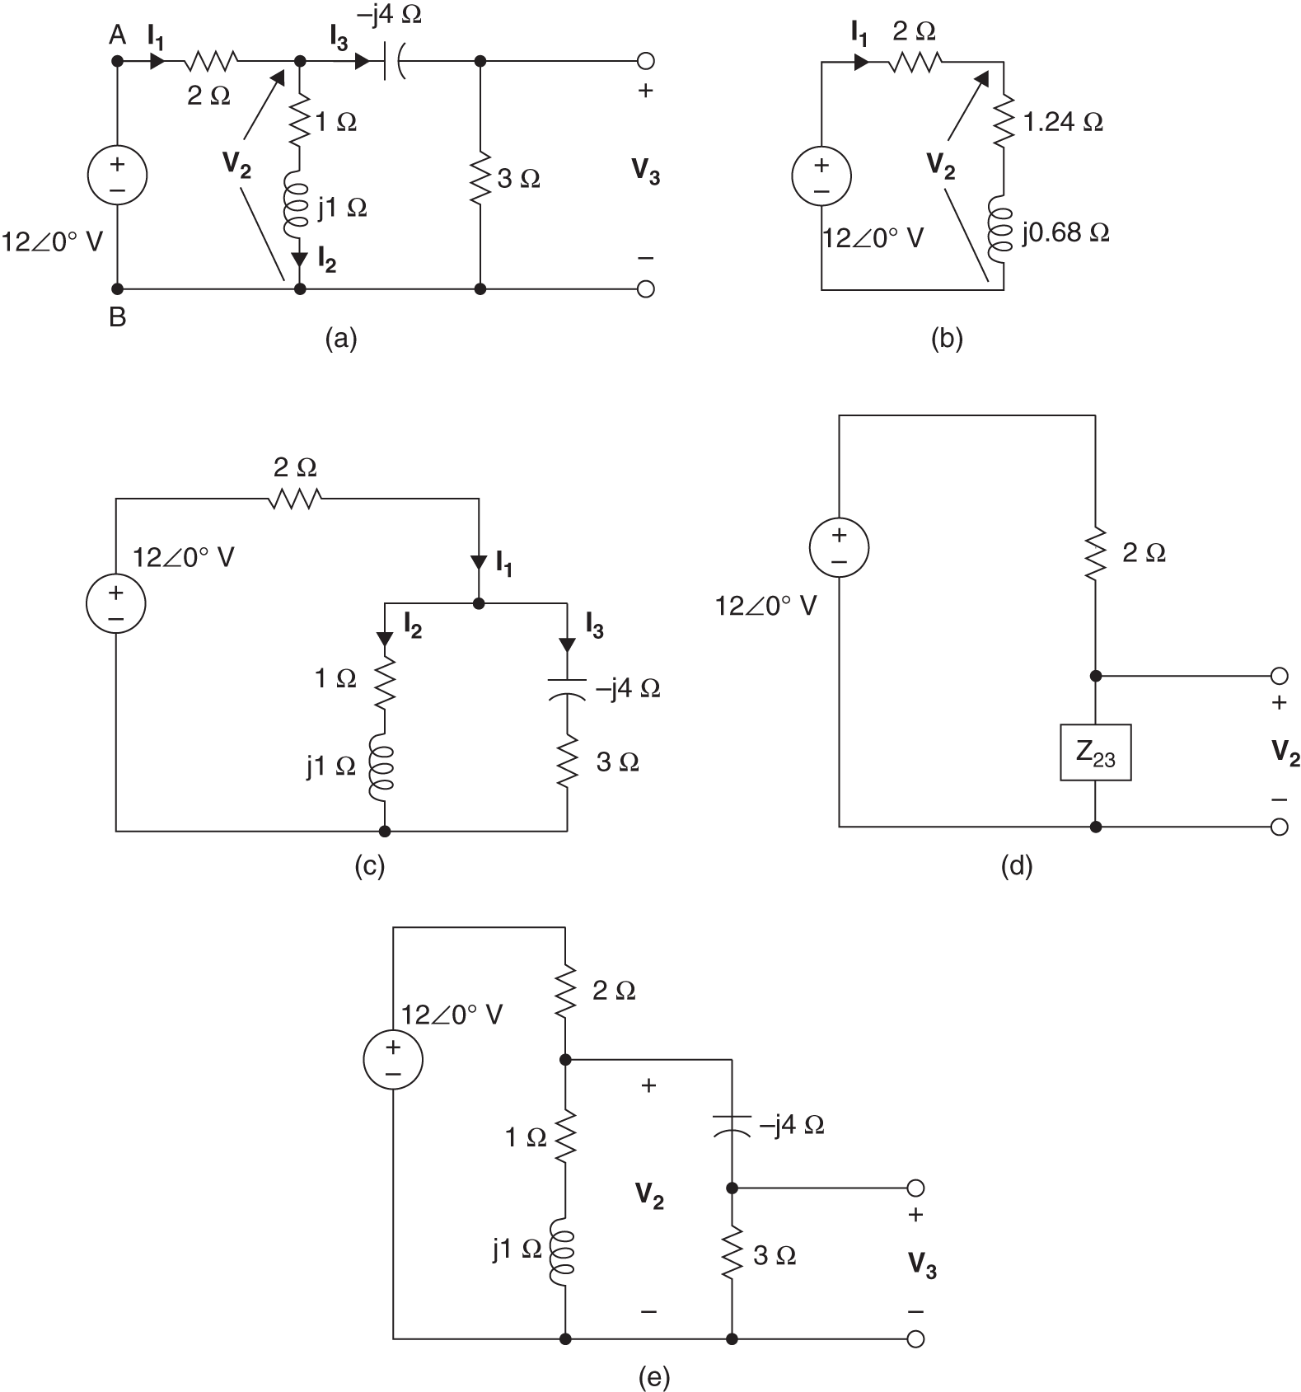 A I₁ I₃ –j4 Ω
2 Ω
1 Ω
V₂
j1 Ω
I₂
+
–
12∠0° V
3 Ω
+
V₃
–
B
(a)
I₁ 2 Ω
1.24 Ω
V₂
+
–
12∠0° V
j0.68 Ω
(b)
2 Ω
12∠0° V
+
–
I₁
I₂ I₃
1 Ω –j4 Ω
j1 Ω 3 Ω
(c)
+
–
12∠0° V
2 Ω
Z₂₃
+
V₂
–
(d)
12∠0° V
+
–
2 Ω
1 Ω
j1 Ω
+
V₂
–
–j4 Ω
3 Ω
+
V₃
–
(e)